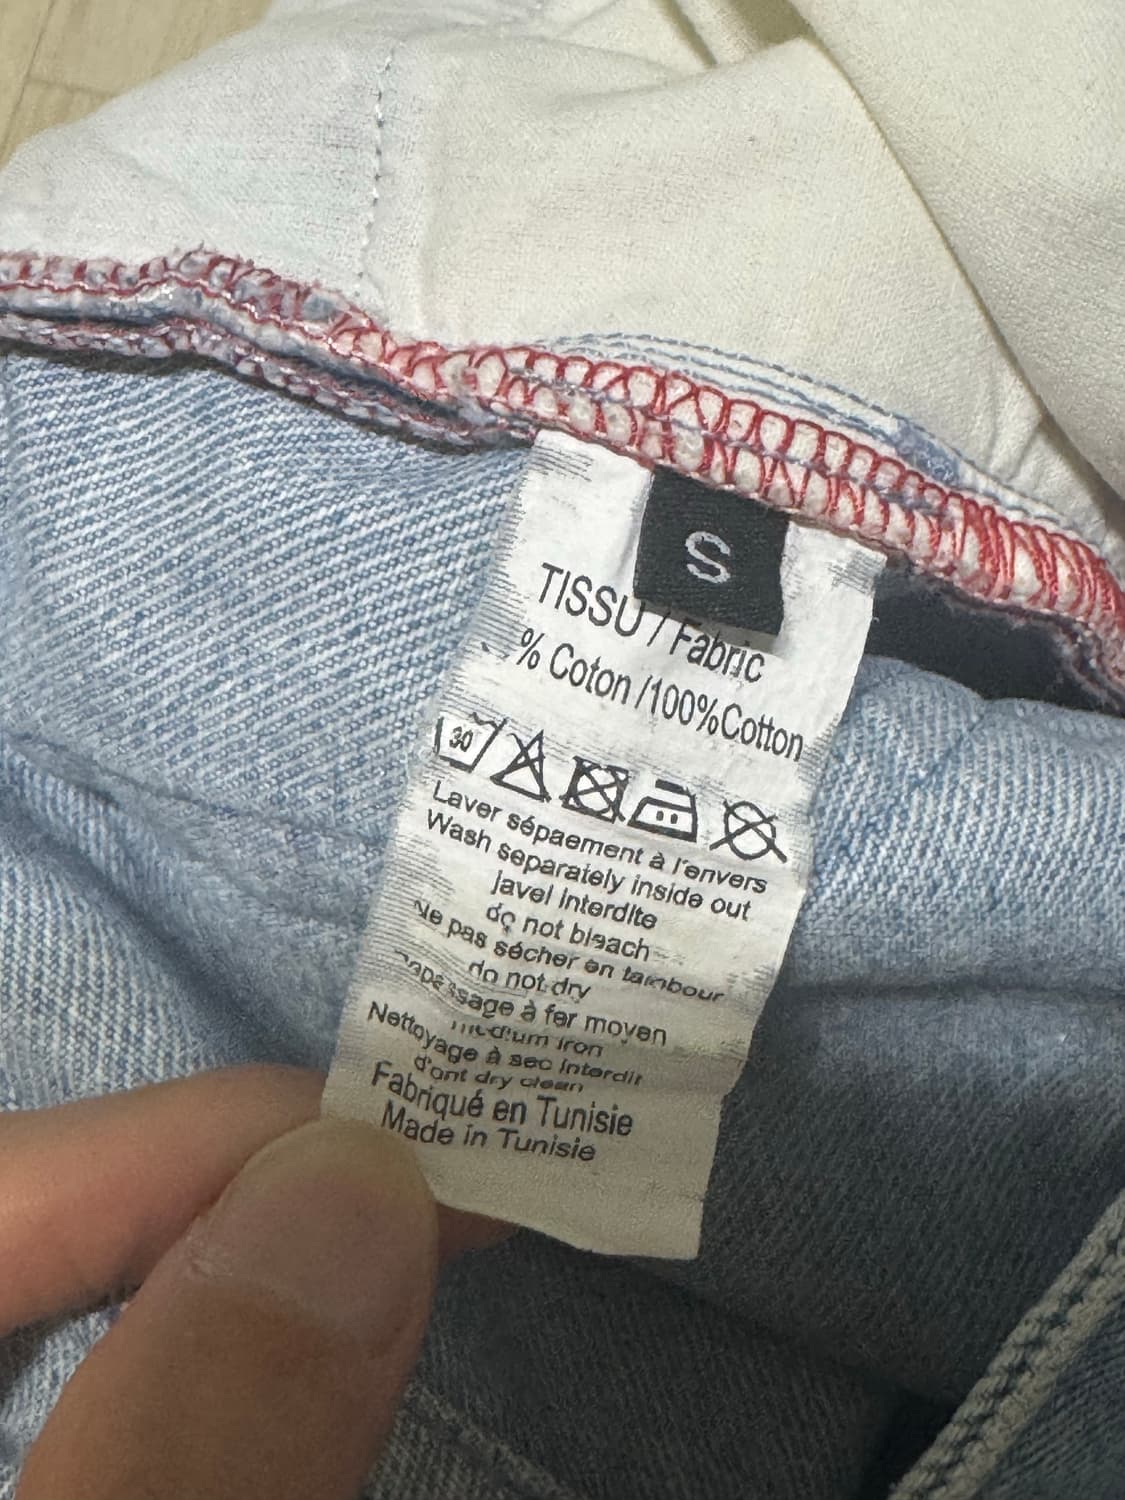 S
TISSU / Fabric
% Coton /100%Cotton
30
Laver sépaement à l'envers
Wash separately inside out
javel interdite
do not bleach
Ne pas sécher en tambour
do not dry
sage à fer moyen
medium iron
Nettoyage à sec interdit
d'ont dry clean
Fabriqué en Tunisie
Made in Tunisie